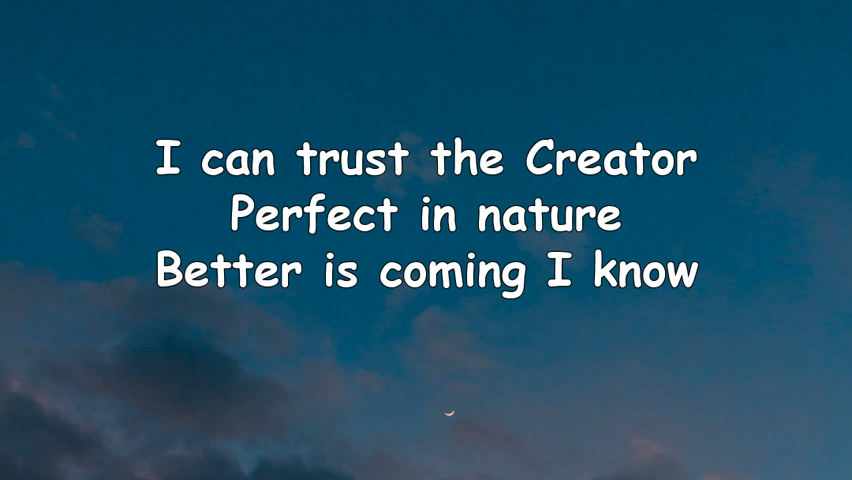 I can trust the Creator
Perfect in nature
Better is coming I know